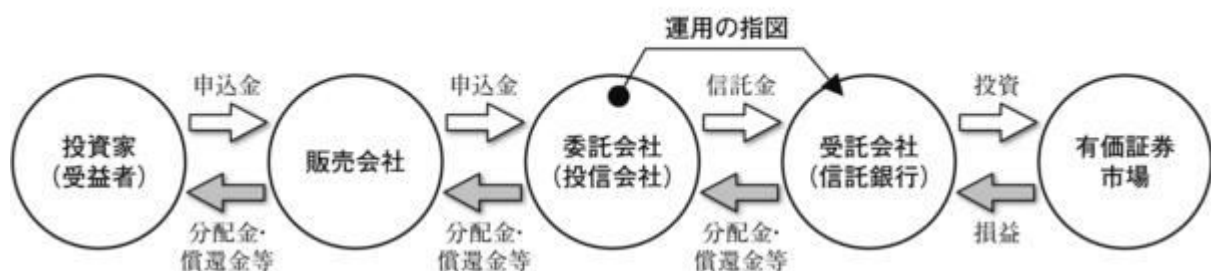 運用の指図
申込金
申込金
信託金
投資
投資家
（受益者）
販売会社
委託会社
（投信会社）
受託会社
（信託銀行）
有価証券
市場
分配金・
償還金等
分配金・
償還金等
分配金・
償還金等
損益